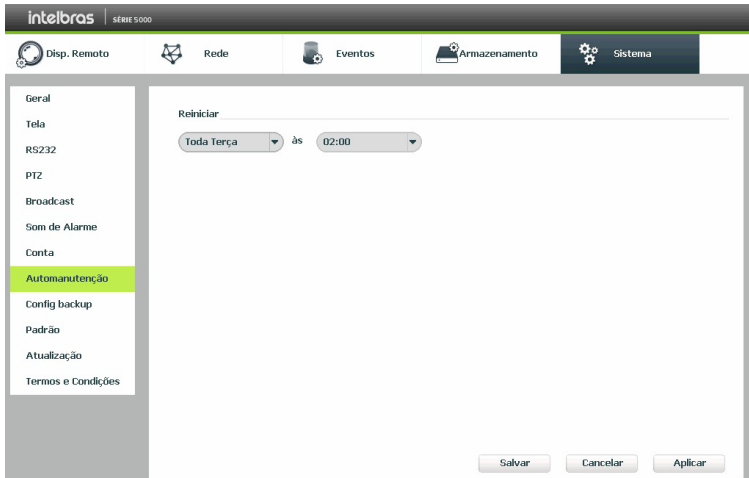 intelbras SÉRIE 5000
Disp. Remoto Rede Eventos Armazenamento Sistema
Geral
Tela
RS232
PTZ
Broadcast
Som de Alarme
Conta
Automanutenção
Config backup
Padrão
Atualização
Termos e Condições
Reiniciar
Toda Terça às 02:00
Salvar Cancelar Aplicar